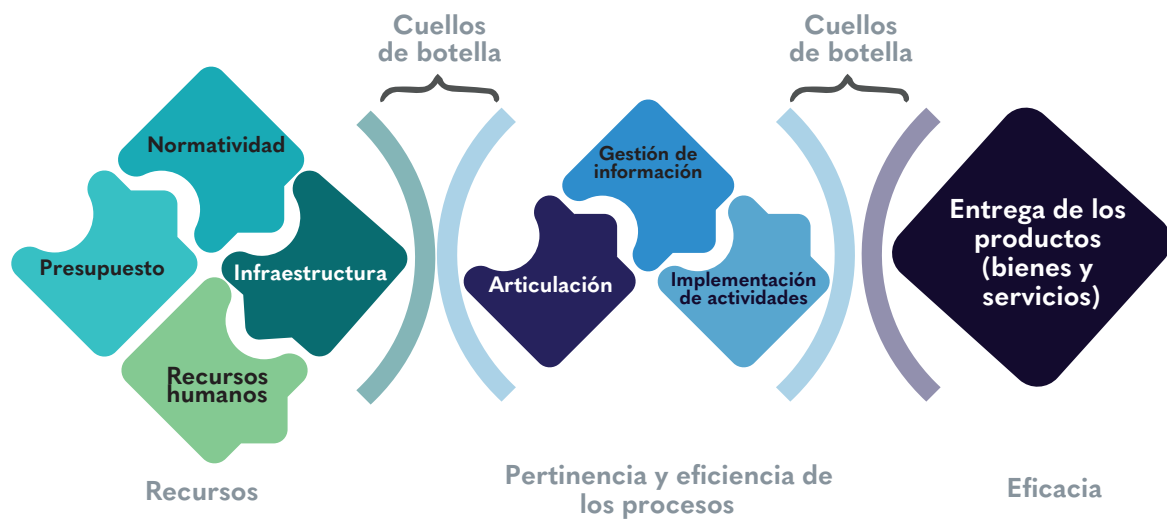 Cuellos
de botella
Cuellos
de botella
Normatividad
Presupuesto
Infraestructura
Recursos
humanos
Gestión de
información
Articulación
Implementación
de actividades
Entrega de los
productos
(bienes y
servicios)
Recursos
Pertinencia y eficiencia de
los procesos
Eficacia